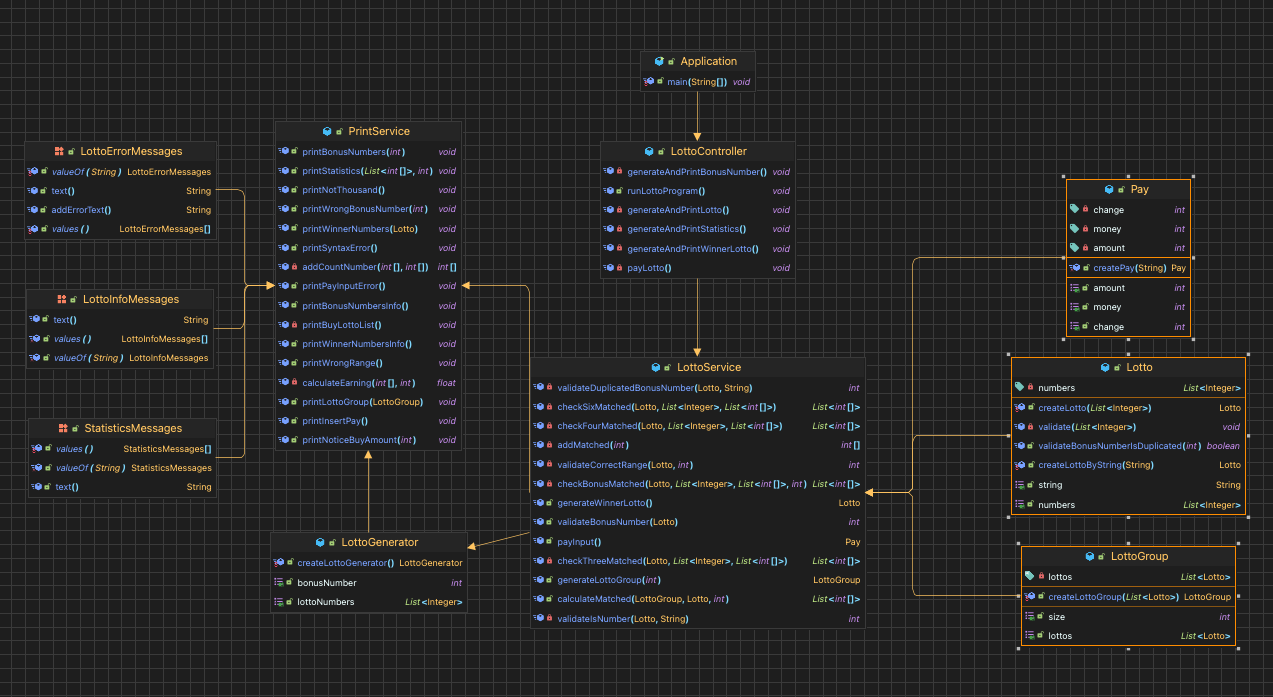 Application
main(String[]) void
PrintService
printBonusNumbers(int) void
printStatistics(List<int[]>, int) void
printNotThousand() void
printWrongBonusNumber(int) void
printWinnerNumbers(Lotto) void
printSyntaxError() void
addCountNumber(int[], int[]) int[]
printPayInputError() void
printBonusNumbersInfo() void
printBuyLottoList() void
printWinnerNumbersInfo() void
printWrongRange() void
calculateEarning(int[], int) float
printLottoGroup(LottoGroup) void
printInsertPay() void
printNoticeBuyAmount(int) void
LottoErrorMessages
valueOf(String) LottoErrorMessages
text() String
addErrorText() String
values() LottoErrorMessages[]
LottoInfoMessages
text() String
values() LottoInfoMessages[]
valueOf(String) LottoInfoMessages
StatisticsMessages
values() StatisticsMessages[]
valueOf(String) StatisticsMessages
text() String
LottoController
generateAndPrintBonusNumber() void
runLottoProgram() void
generateAndPrintLotto() void
generateAndPrintStatistics() void
generateAndPrintWinnerLotto() void
payLotto() void
LottoService
validateDuplicatedBonusNumber(Lotto, String) int
checkSixMatched(Lotto, List<Integer>, List<int[]>) List<int[]>
checkFourMatched(Lotto, List<Integer>, List<int[]>) List<int[]>
addMatched(int) int[]
validateCorrectRange(Lotto, int) int
checkBonusMatched(Lotto, List<Integer>, List<int[]>, int) List<int[]>
generateWinnerLotto() Lotto
validateBonusNumber(Lotto) int
payInput() Pay
checkThreeMatched(Lotto, List<Integer>, List<int[]>) List<int[]>
generateLottoGroup(int) LottoGroup
calculateMatched(LottoGroup, Lotto, int) List<int[]>
validateIsNumber(Lotto, String) int
LottoGenerator
createLottoGenerator() LottoGenerator
bonusNumber int
lottoNumbers List<Integer>
Pay
change int
money int
amount int
createPay(String) Pay
amount int
money int
change int
Lotto
numbers List<Integer>
createLotto(List<Integer>) Lotto
validate(List<Integer>) void
validateBonusNumberIsDuplicated(int) boolean
createLottoByString(String) Lotto
string String
numbers List<Integer>
LottoGroup
lottos List<Lotto>
createLottoGroup(List<Lotto>) LottoGroup
size int
lottos List<Lotto>